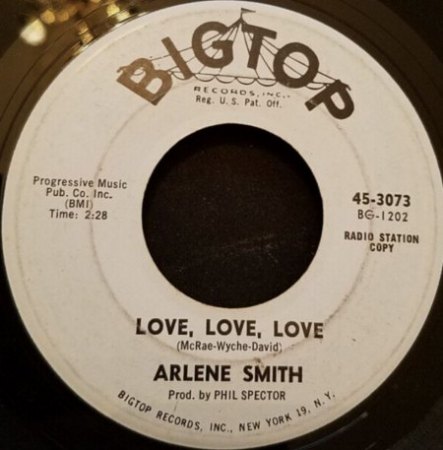 BIGTOP
RECORDS, INC.
Reg. U. S. Pat. Off.
Progressive Music
Pub. Co. Inc.
(BMI)
Time: 2:28
45-3073
BG-1202
RADIO STATION
COPY
LOVE, LOVE, LOVE
(McRae-Wyche-David)
ARLENE SMITH
Prod. by PHIL SPECTOR
BIGTOP RECORDS, INC., NEW YORK 19, N. Y.